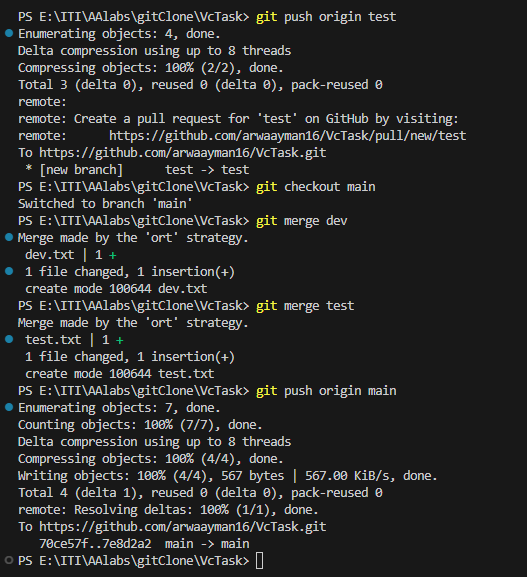 PS E:\ITI\AAlabs\gitClone\VcTask> git push origin test
Enumerating objects: 4, done.
Delta compression using up to 8 threads
Compressing objects: 100% (2/2), done.
Total 3 (delta 0), reused 0 (delta 0), pack-reused 0
remote:
remote: Create a pull request for 'test' on GitHub by visiting:
remote:      https://github.com/arwaayman16/VcTask/pull/new/test
To https://github.com/arwaayman16/VcTask.git
 * [new branch]      test -> test
PS E:\ITI\AAlabs\gitClone\VcTask> git checkout main
Switched to branch 'main'
PS E:\ITI\AAlabs\gitClone\VcTask> git merge dev
Merge made by the 'ort' strategy.
 dev.txt | 1 +
 1 file changed, 1 insertion(+)
 create mode 100644 dev.txt
PS E:\ITI\AAlabs\gitClone\VcTask> git merge test
Merge made by the 'ort' strategy.
 test.txt | 1 +
 1 file changed, 1 insertion(+)
 create mode 100644 test.txt
PS E:\ITI\AAlabs\gitClone\VcTask> git push origin main
Enumerating objects: 7, done.
Counting objects: 100% (7/7), done.
Delta compression using up to 8 threads
Compressing objects: 100% (4/4), done.
Writing objects: 100% (4/4), 567 bytes | 567.00 KiB/s, done.
Total 4 (delta 1), reused 0 (delta 0), pack-reused 0
remote: Resolving deltas: 100% (1/1), done.
To https://github.com/arwaayman16/VcTask.git
   70ce57f..7e8d2a2  main -> main
PS E:\ITI\AAlabs\gitClone\VcTask>